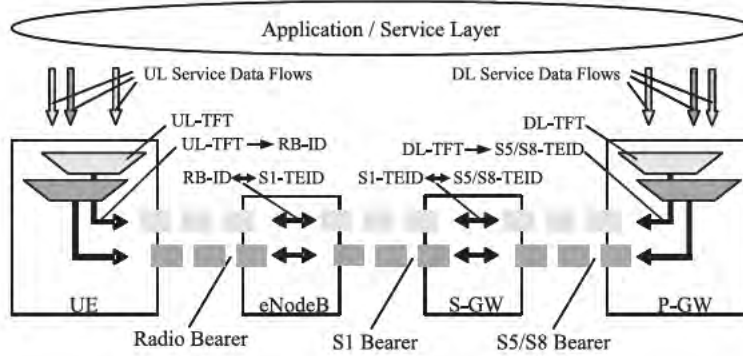 Application / Service Layer
UL Service Data Flows
DL Service Data Flows
UL-TFT
DL-TFT
UL-TFT → RB-ID
DL-TFT → S5/S8-TEID
RB-ID ↔ S1-TEID
S1-TEID ↔ S5/S8-TEID
UE
eNodeB
S-GW
P-GW
Radio Bearer
S1 Bearer
S5/S8 Bearer